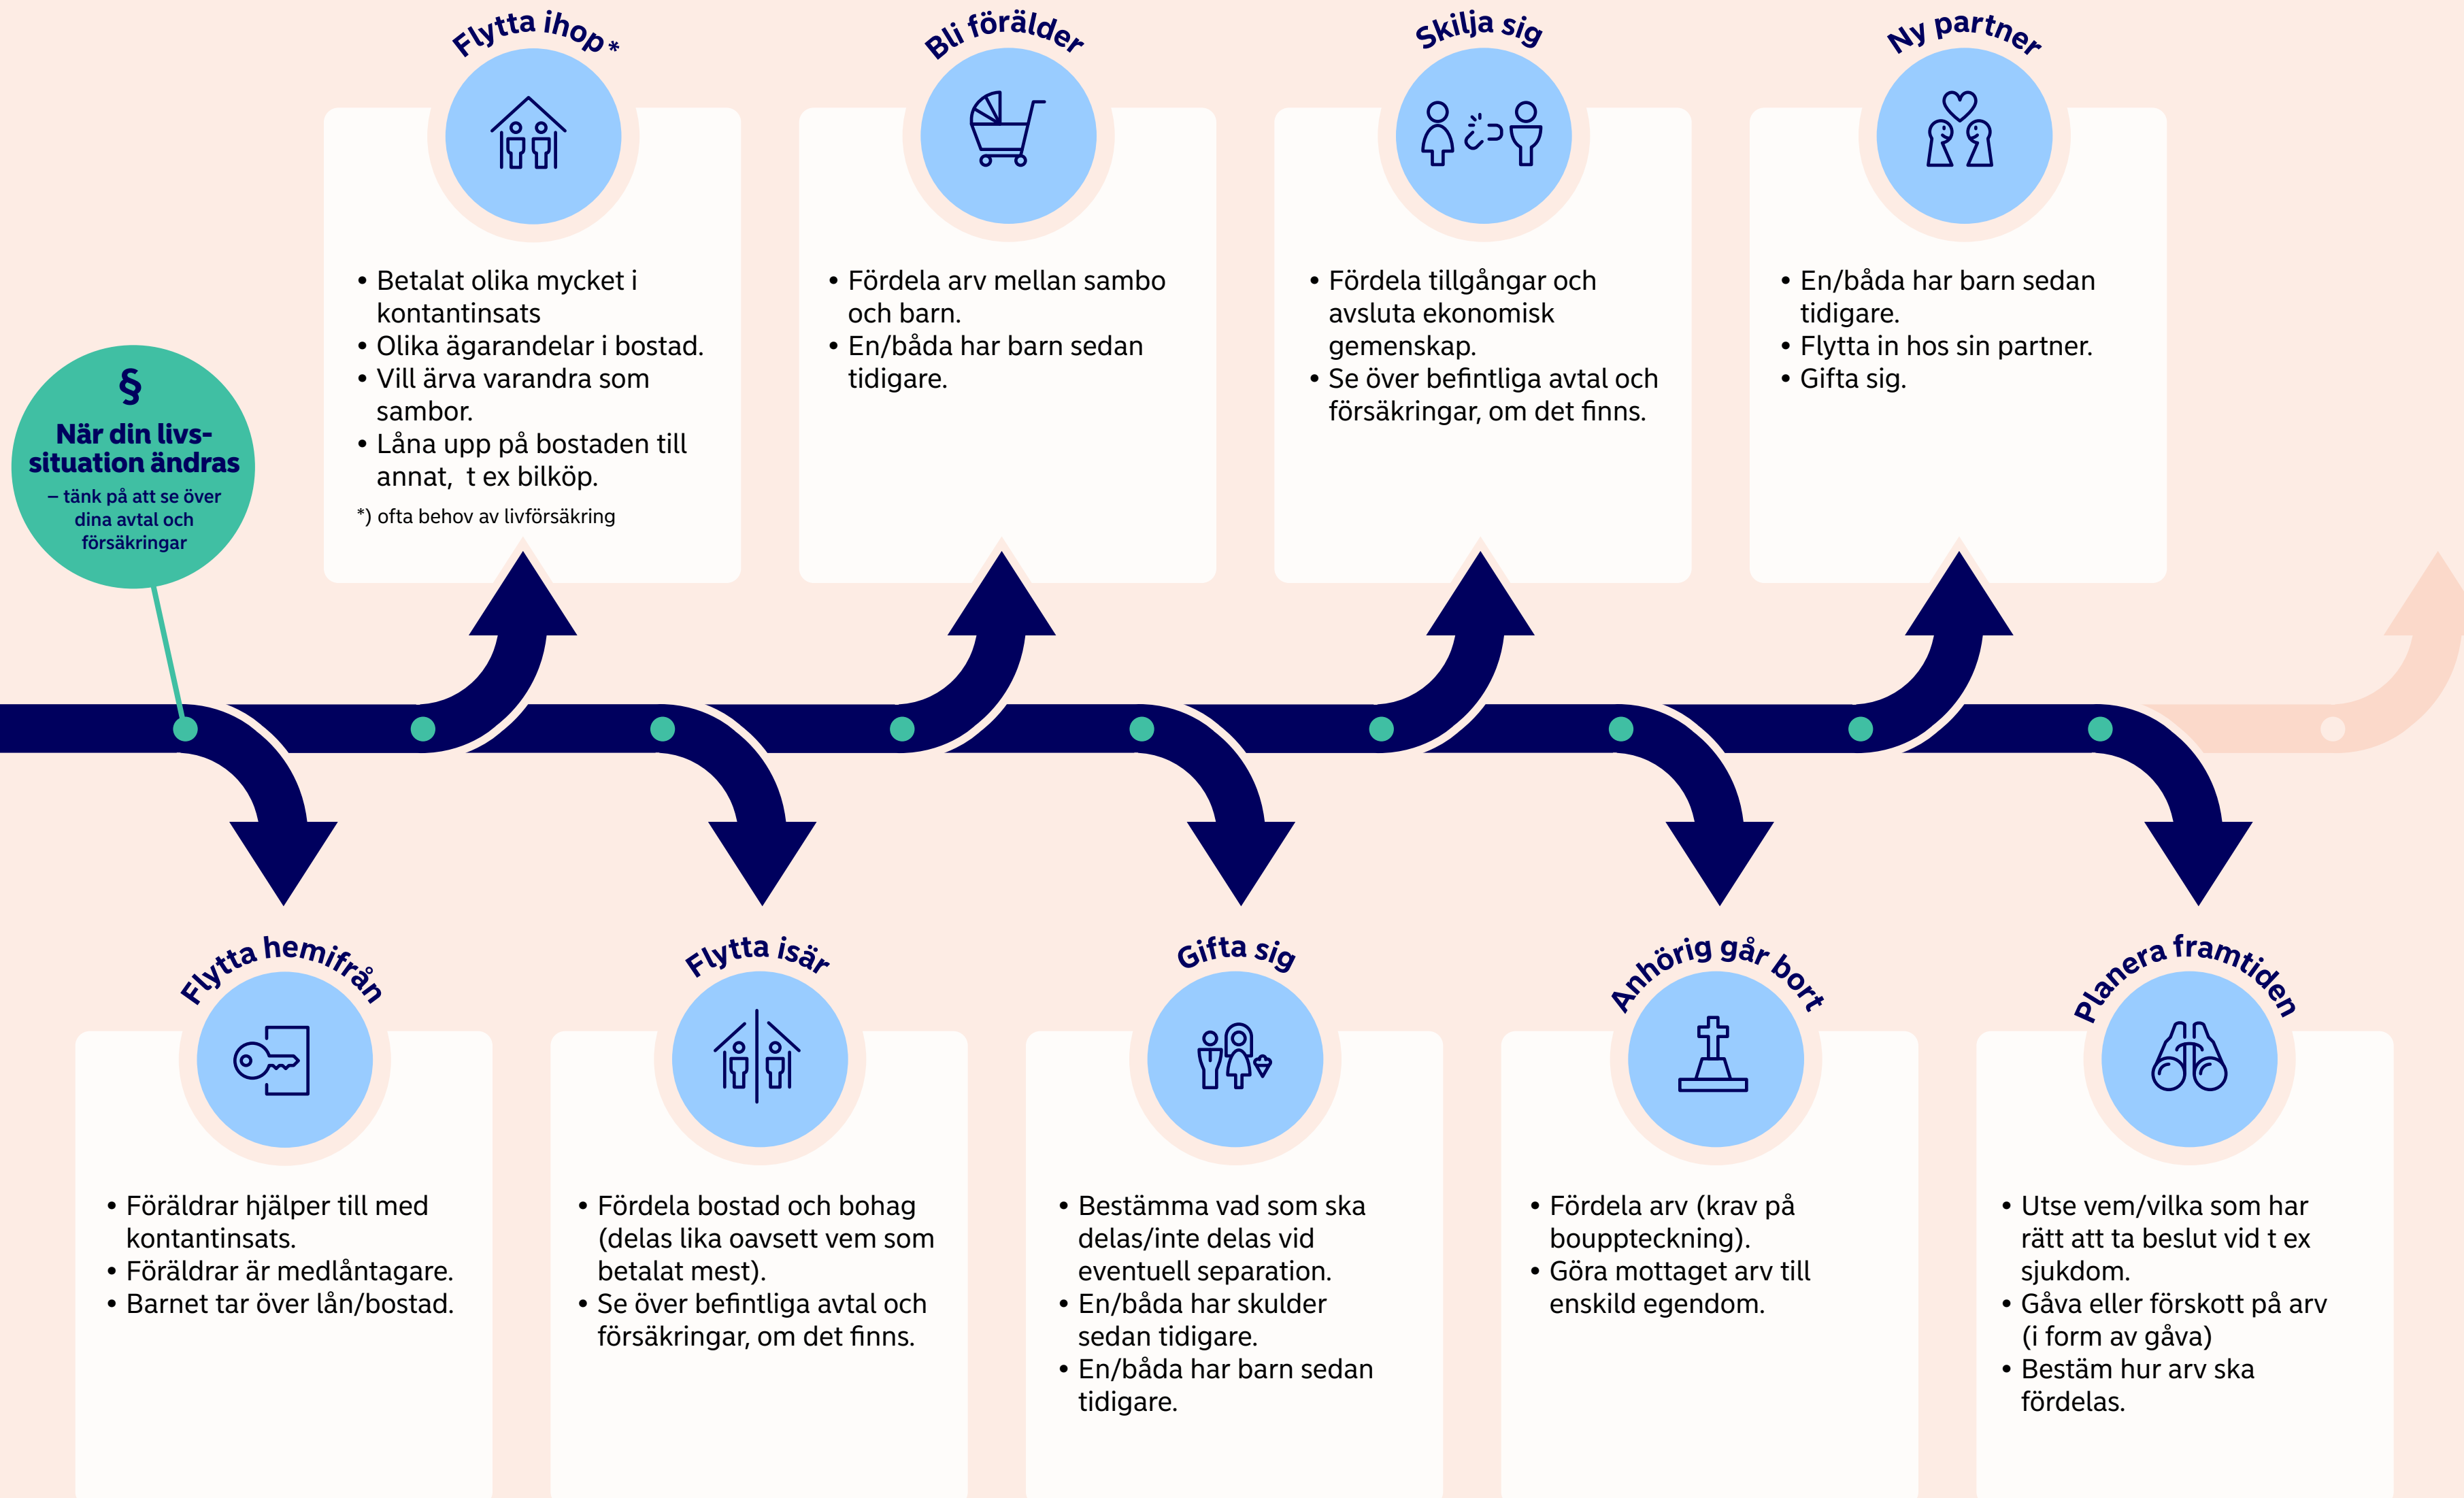 Flytta ihop*
• Betalat olika mycket i
kontantinsats
• Olika ägarandelar i bostad.
• Vill ärva varandra som
sambor.
• Låna upp på bostaden till
annat,  t ex bilköp.
*) ofta behov av livförsäkring
Bli förälder
• Fördela arv mellan sambo
och barn.
• En/båda har barn sedan
tidigare.
Skilja sig
• Fördela tillgångar och
avsluta ekonomisk
gemenskap.
• Se över befintliga avtal och
försäkringar, om det finns.
Ny partner
• En/båda har barn sedan
tidigare.
• Flytta in hos sin partner.
• Gifta sig.
§
När din livs-
situation ändras
– tänk på att se över
dina avtal och
försäkringar
Flytta hemifrån
• Föräldrar hjälper till med
kontantinsats.
• Föräldrar är medlåntagare.
• Barnet tar över lån/bostad.
Flytta isär
• Fördela bostad och bohag
(delas lika oavsett vem som
betalat mest).
• Se över befintliga avtal och
försäkringar, om det finns.
Gifta sig
• Bestämma vad som ska
delas/inte delas vid
eventuell separation.
• En/båda har skulder
sedan tidigare.
• En/båda har barn sedan
tidigare.
Anhörig går bort
• Fördela arv (krav på
bouppteckning).
• Göra mottaget arv till
enskild egendom.
Planera framtiden
• Utse vem/vilka som har
rätt att ta beslut vid t ex
sjukdom.
• Gåva eller förskott på arv
(i form av gåva)
• Bestäm hur arv ska
fördelas.